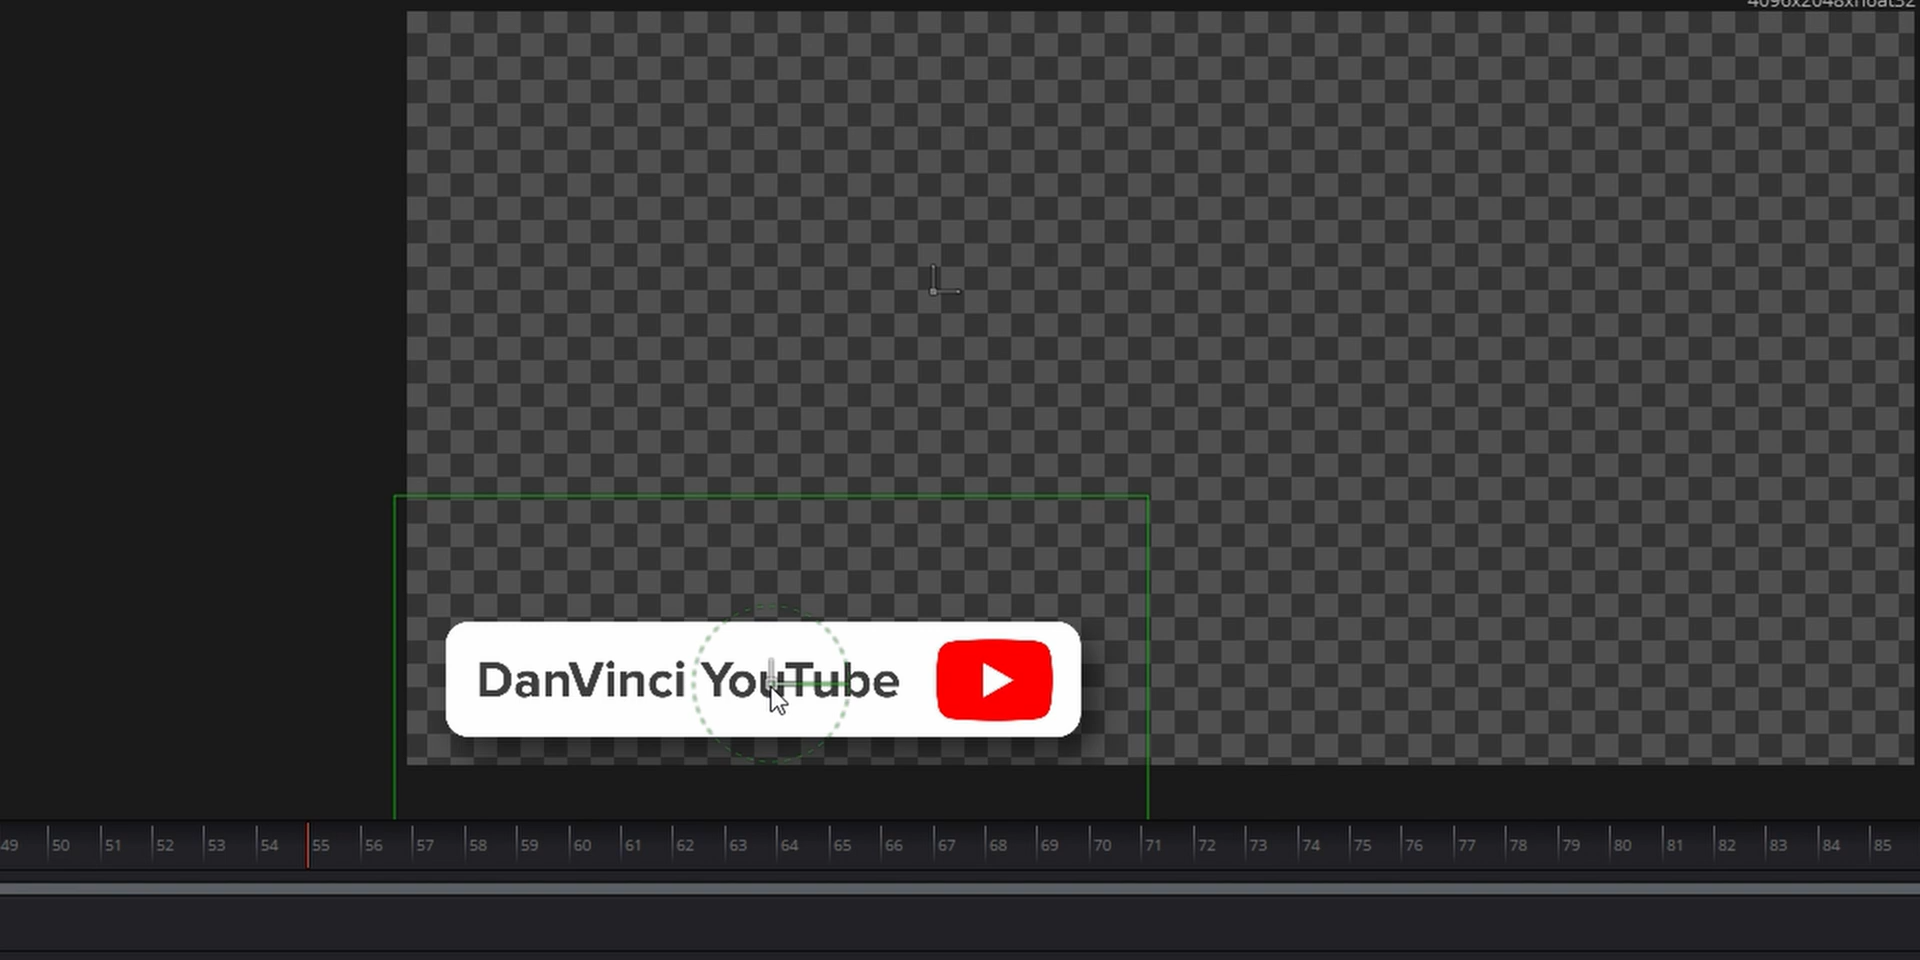 4096x2048xfloat32
DanVinci YouTube
49 50 51 52 53 54 55 56 57 58 59 60 61 62 63 64 65 66 67 68 69 70 71 72 73 74 75 76 77 78 79 80 81 82 83 84 85